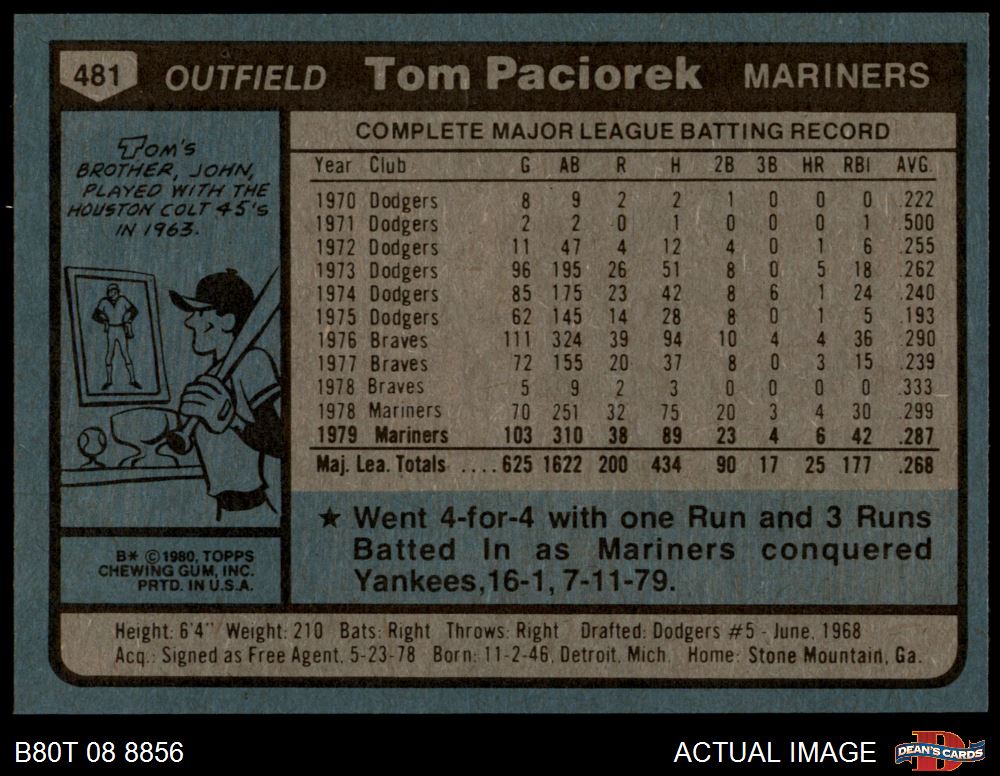 481 OUTFIELD Tom Paciorek MARINERS
TOM'S
BROTHER, JOHN,
PLAYED WITH THE
HOUSTON COLT 45'S
IN 1963.
COMPLETE MAJOR LEAGUE BATTING RECORD
Year Club G AB R H 2B 3B HR RBI AVG.
1970 Dodgers 8 9 2 2 1 0 0 0 .222
1971 Dodgers 2 2 0 1 0 0 0 1 .500
1972 Dodgers 11 47 4 12 4 0 1 6 .255
1973 Dodgers 96 195 26 51 8 0 5 18 .262
1974 Dodgers 85 175 23 42 8 6 1 24 .240
1975 Dodgers 62 145 14 28 8 0 1 5 .193
1976 Braves 111 324 39 94 10 4 4 36 .290
1977 Braves 72 155 20 37 8 0 3 15 .239
1978 Braves 5 9 2 3 0 0 0 0 .333
1978 Mariners 70 251 32 75 20 3 4 30 .299
1979 Mariners 103 310 38 89 23 4 6 42 .287
Maj. Lea. Totals ....625 1622 200 434 90 17 25 177 .268
★ Went 4-for-4 with one Run and 3 Runs
Batted In as Mariners conquered
Yankees,16-1, 7-11-79.
B* © 1980, TOPPS
CHEWING GUM, INC.
PRTD. IN U.S.A.
Height: 6'4" Weight: 210 Bats: Right Throws: Right Drafted: Dodgers #5 - June, 1968
Acq.: Signed as Free Agent, 5-23-78 Born: 11-2-46, Detroit, Mich. Home: Stone Mountain, Ga.
B80T 08 8856 ACTUAL IMAGE DEAN'S CARDS